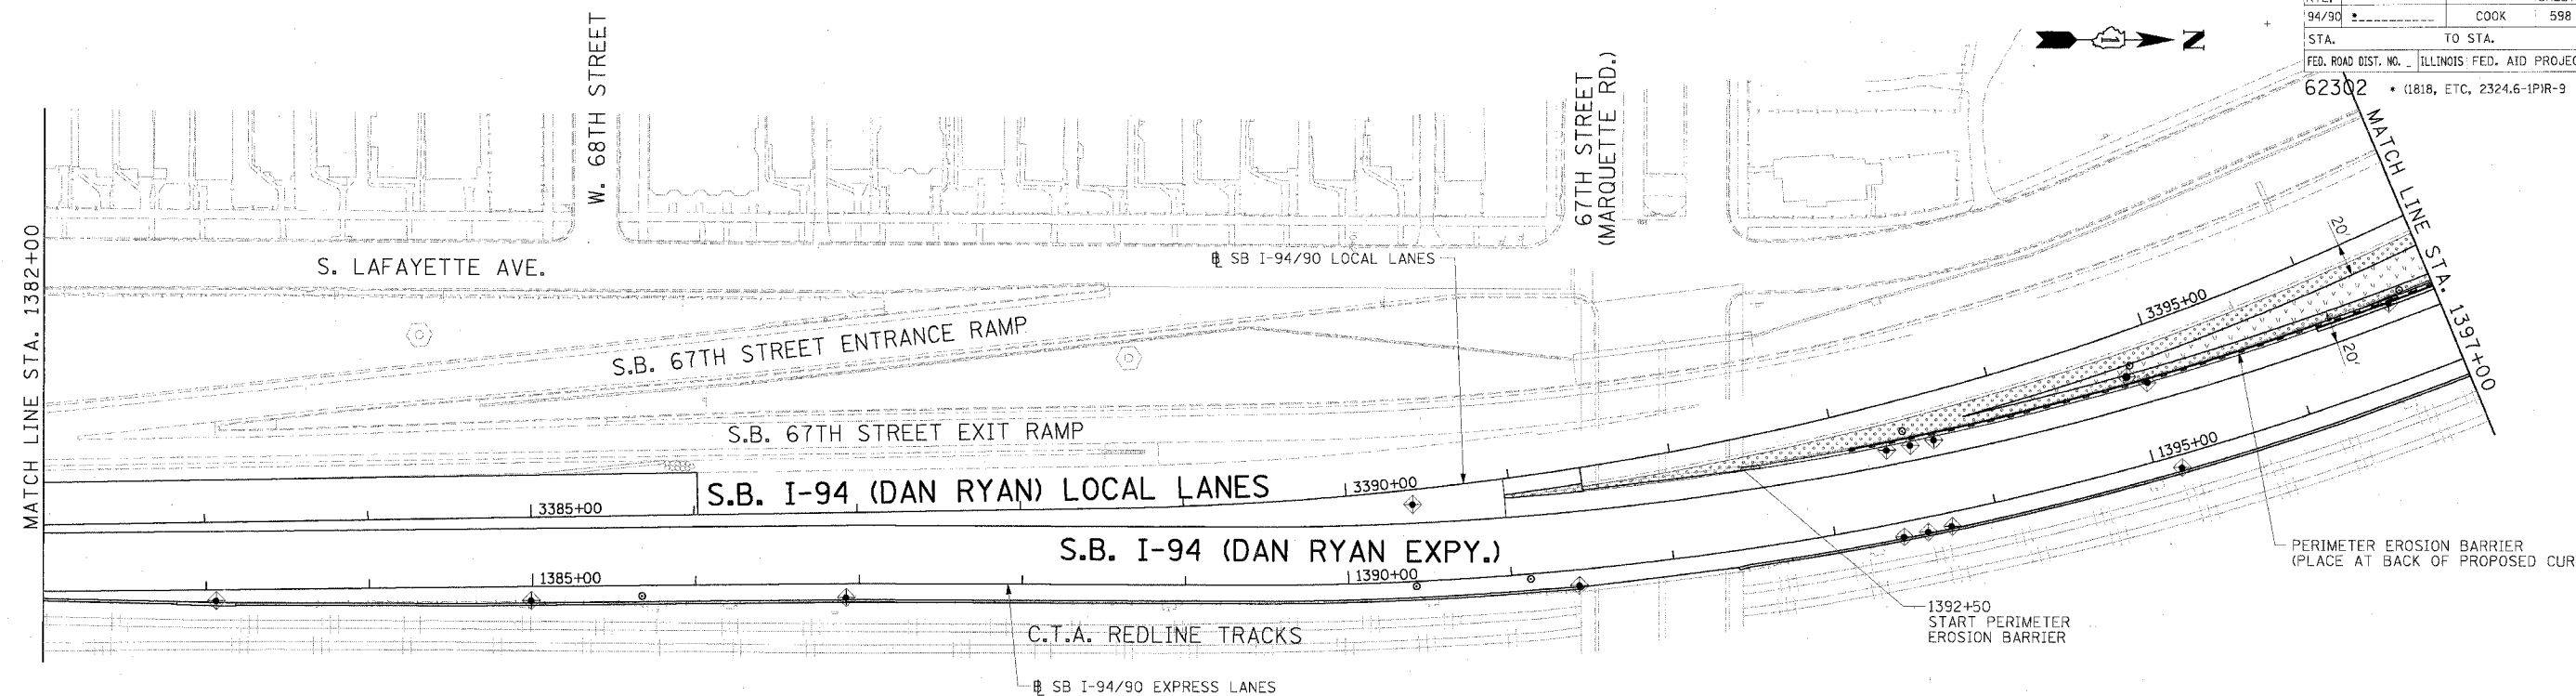 94/90 * COOK 598
STA. TO STA.
FED. ROAD DIST. NO. _ ILLINOIS FED. AID PROJEC
62302 * (1818, ETC, 2324.6-1P)R-9
N
W. 68TH STREET
67TH STREET
(MARQUETTE RD.)
MATCH LINE STA. 1382+00
MATCH LINE STA. 1397+00
S. LAFAYETTE AVE.
℄ SB I-94/90 LOCAL LANES
20'
3395+00
S.B. 67TH STREET ENTRANCE RAMP
20'
S.B. 67TH STREET EXIT RAMP
1395+00
S.B. I-94 (DAN RYAN) LOCAL LANES
3390+00
3385+00
S.B. I-94 (DAN RYAN EXPY.)
PERIMETER EROSION BARRIER
(PLACE AT BACK OF PROPOSED CUR
1385+00
1390+00
1392+50
START PERIMETER
EROSION BARRIER
C.T.A. REDLINE TRACKS
℄ SB I-94/90 EXPRESS LANES